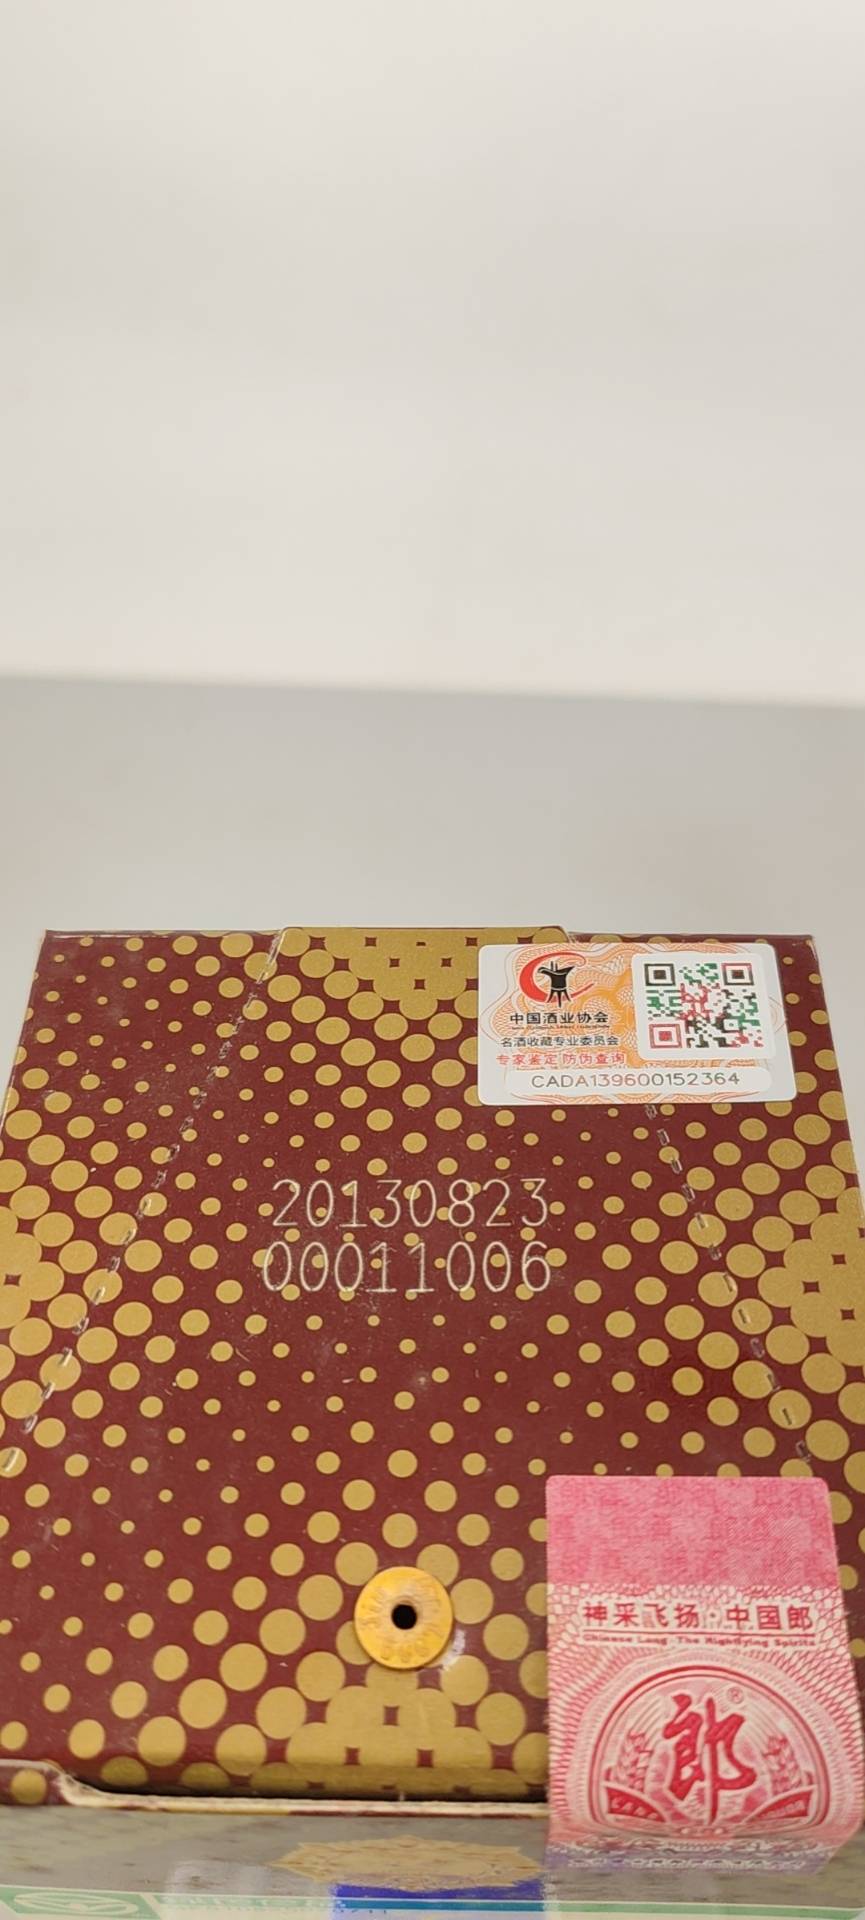 中国酒业协会
名酒收藏专业委员会
专家鉴定 防伪查询
CADA139600152364
20130823
00011006
神采飞扬·中国郎
Chinese Lang The Highflying Spirits
郎®